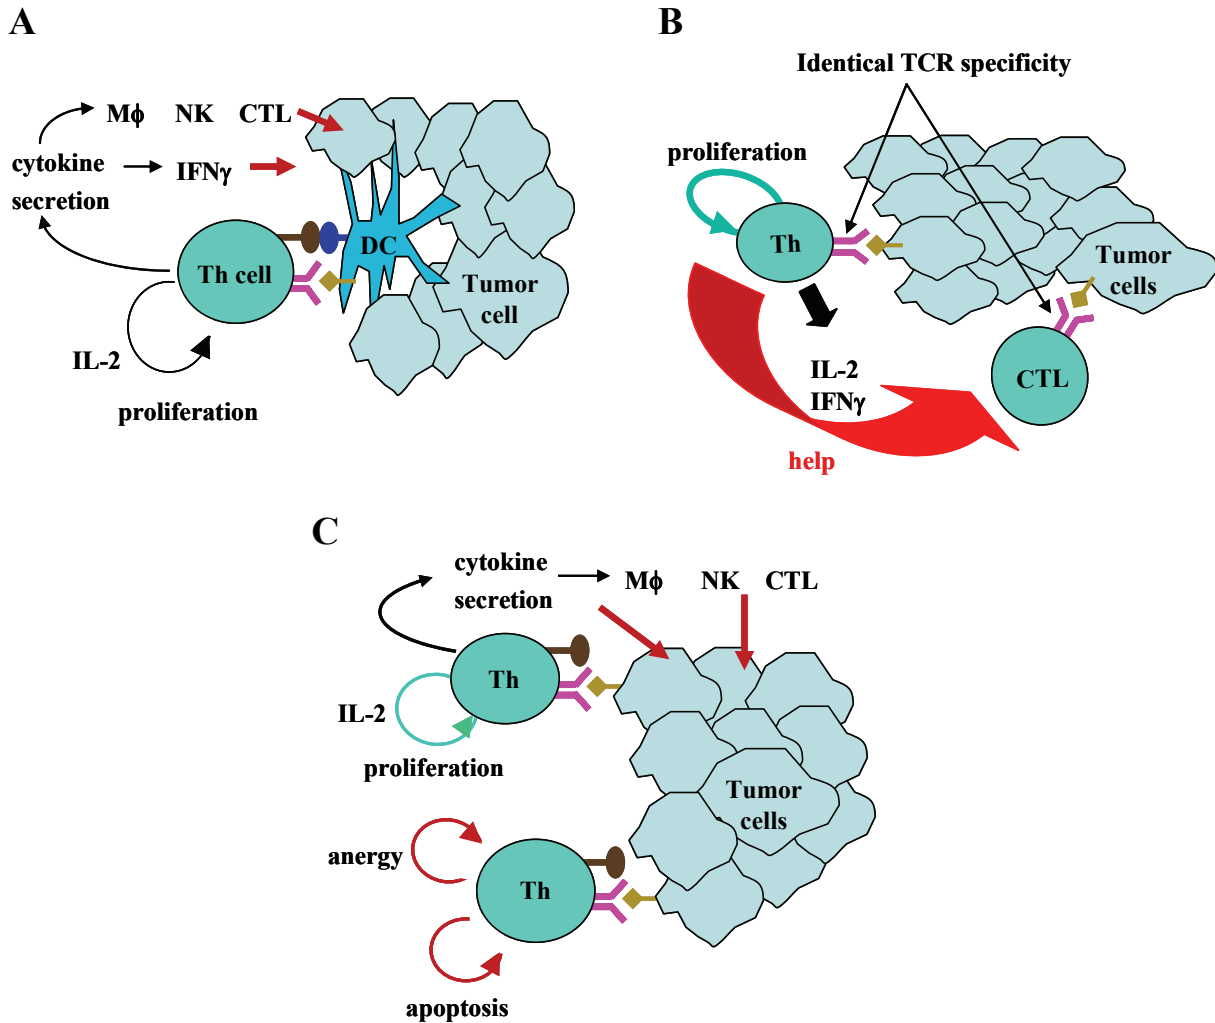 A
Mϕ NK CTL
cytokine
secretion
IFNγ
Th cell
DC
Tumor
cell
IL-2
proliferation
B
Identical TCR specificity
proliferation
Th
Tumor
cells
IL-2
IFNγ
CTL
help
C
cytokine
secretion
Mϕ NK CTL
Th
IL-2
proliferation
Tumor
cells
anergy
Th
apoptosis